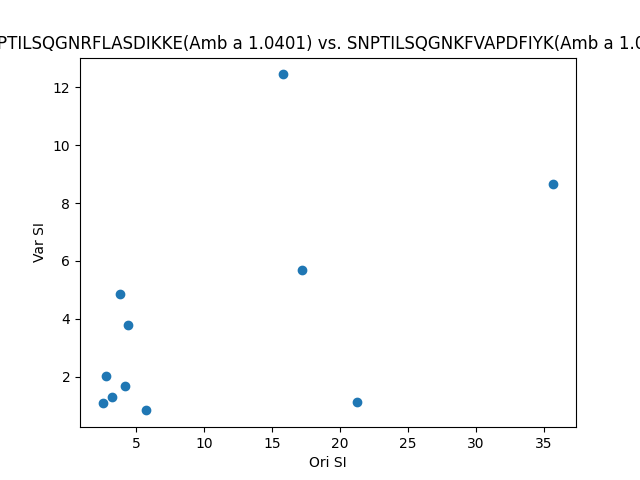 PTILSQGNRFLASDIKKE(Amb a 1.0401) vs. SNPTILSQGNKFVAPDFIYK(Amb a 1.0
12
10
8
6
4
2
Var SI
5 10 15 20 25 30 35
Ori SI